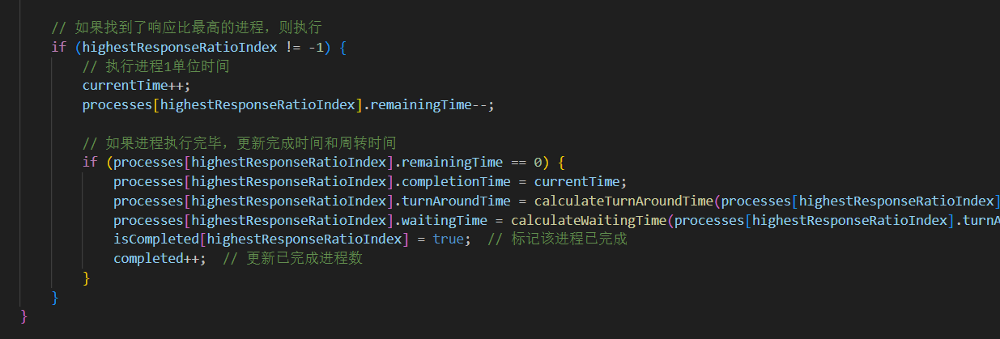 // 如果找到了响应比最高的进程，则执行
if (highestResponseRatioIndex != -1) {
// 执行进程1单位时间
currentTime++;
processes[highestResponseRatioIndex].remainingTime--;
// 如果进程执行完毕，更新完成时间和周转时间
if (processes[highestResponseRatioIndex].remainingTime == 0) {
processes[highestResponseRatioIndex].completionTime = currentTime;
processes[highestResponseRatioIndex].turnAroundTime = calculateTurnAroundTime(processes[highestResponseRatioIndex]
processes[highestResponseRatioIndex].waitingTime = calculateWaitingTime(processes[highestResponseRatioIndex].turnA
isCompleted[highestResponseRatioIndex] = true;  // 标记该进程已完成
completed++;  // 更新已完成进程数
}
}
}